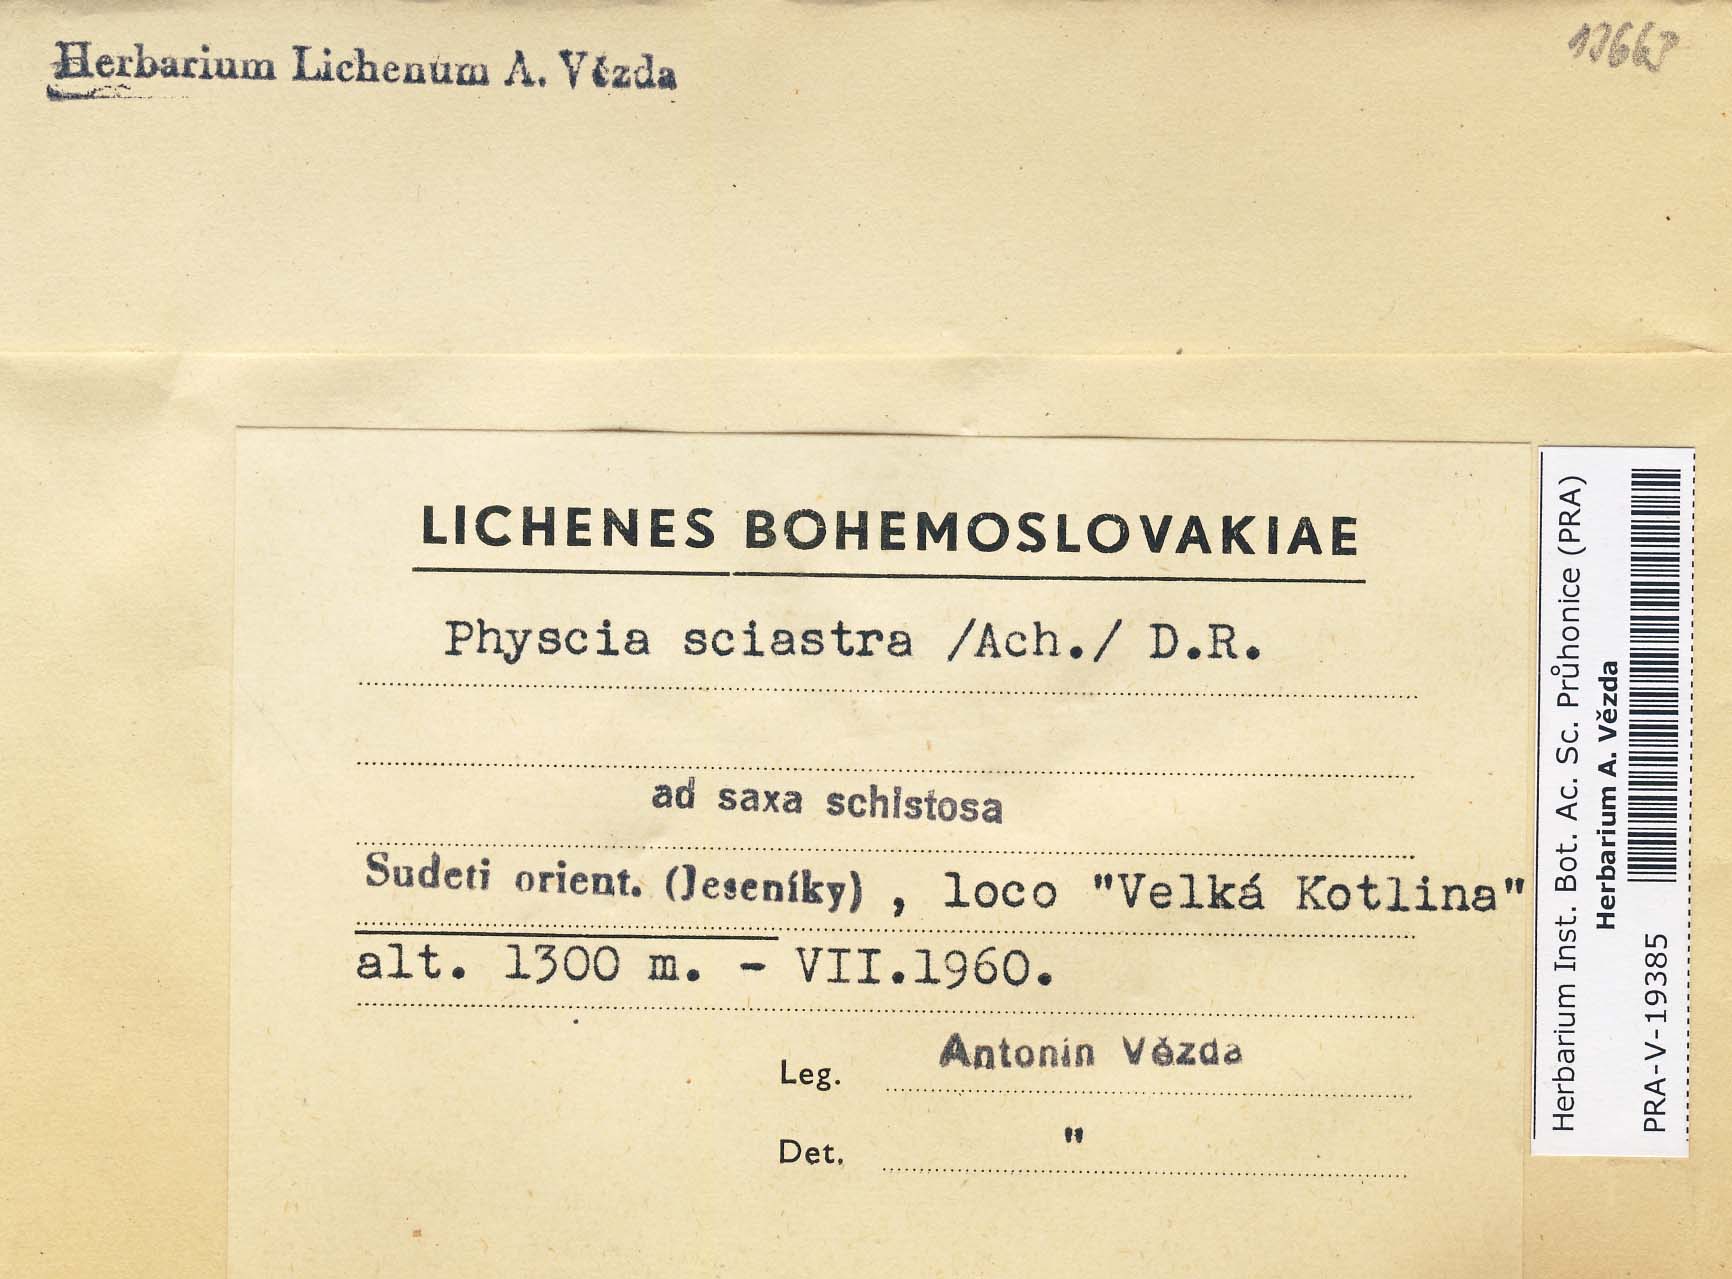 Herbarium Lichenum A. Vězda
LICHENES BOHEMOSLOVAKIAE
Physcia sciastra /Ach./ D.R.
ad saxa schistosa
Sudeti orient. (Jeseníky) , loco "Velká Kotlina"
alt. 1300 m. - VII.1960.
Leg. Antonín Vězda
Det. "
Herbarium Inst. Bot. Ac. Sc. Průhonice (PRA)
Herbarium A. Vězda
PRA-V-19385